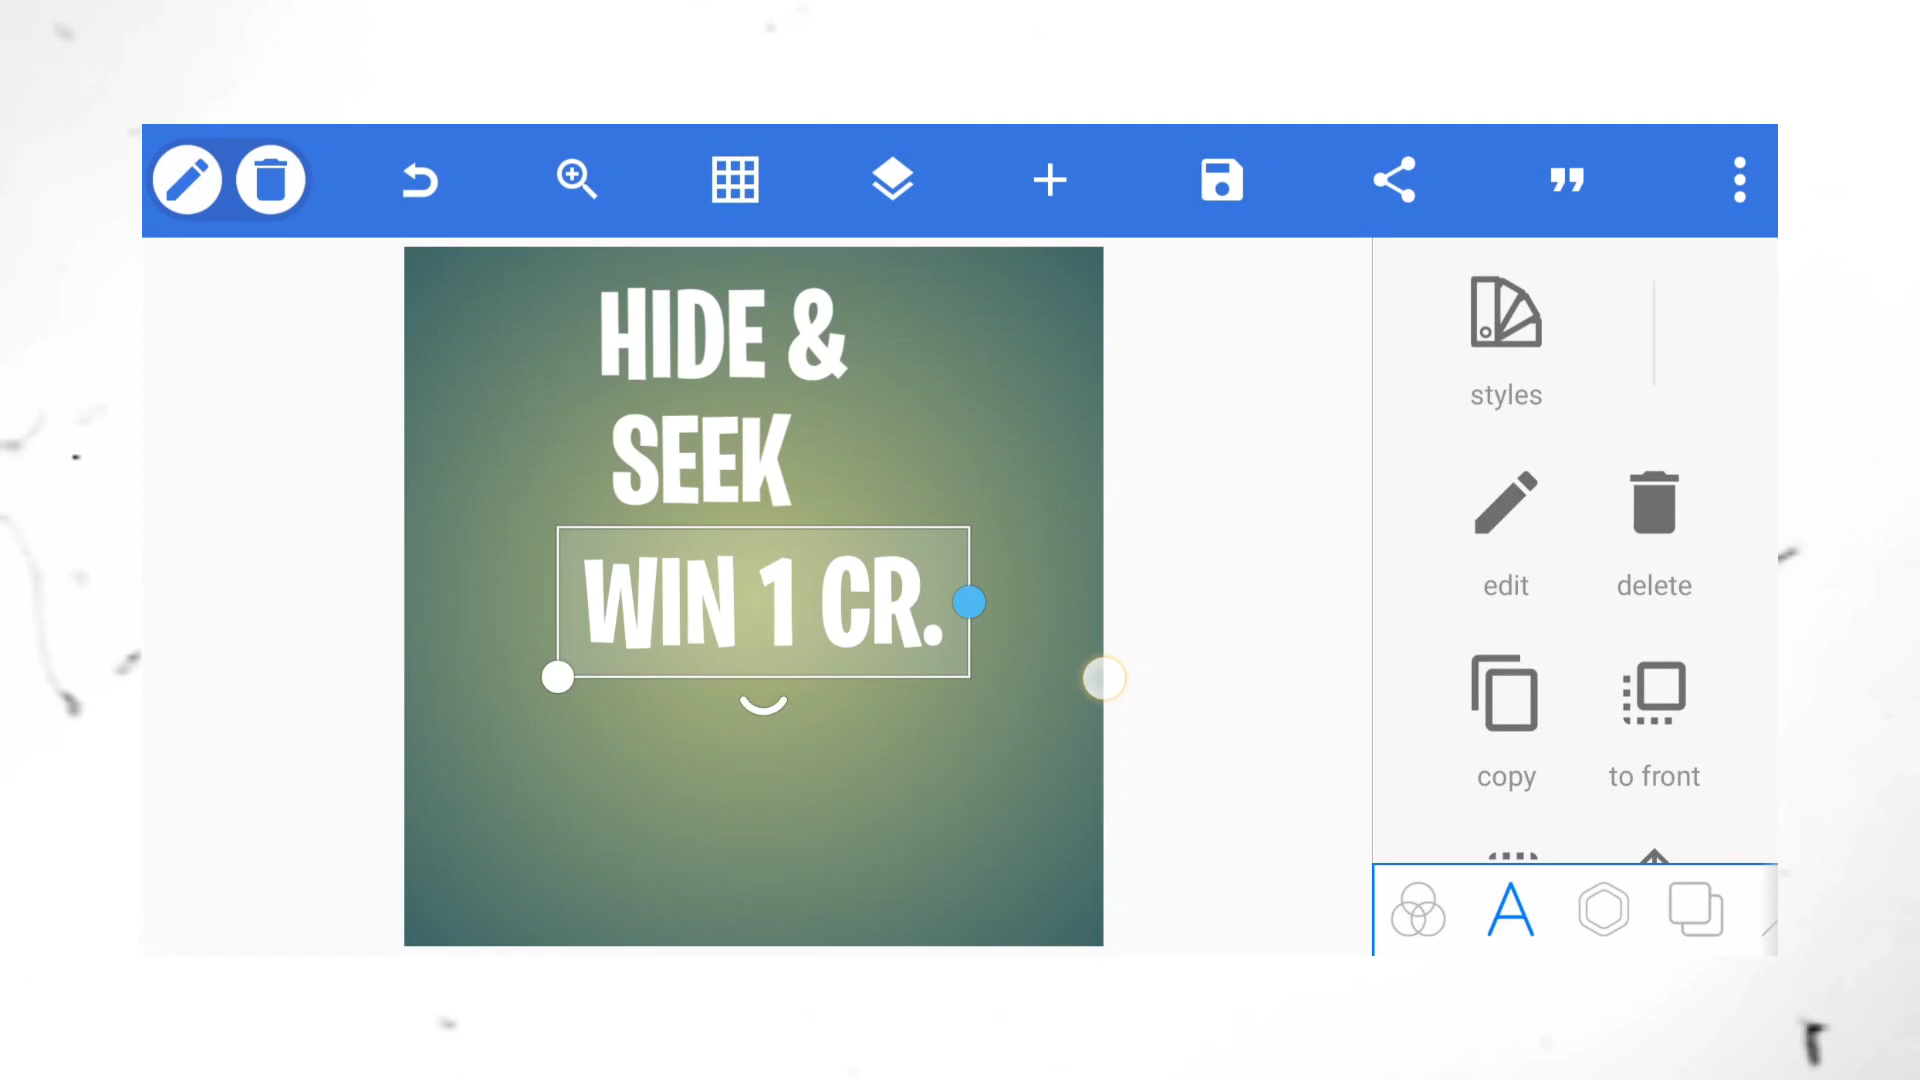 HIDE &
SEEK
WIN 1 CR.
styles
edit
delete
copy
to front